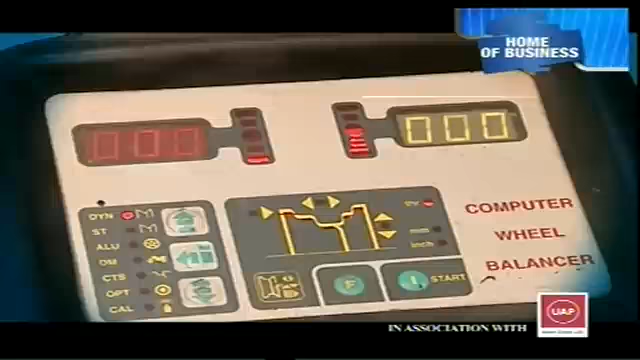 HOME
OF BUSINESS
000
000
DYN
ST
ALU
DM
CTS
OPT
CAL
mm
inch
F
I
START
COMPUTER
WHEEL
BALANCER
IN ASSOCIATION WITH
UAP